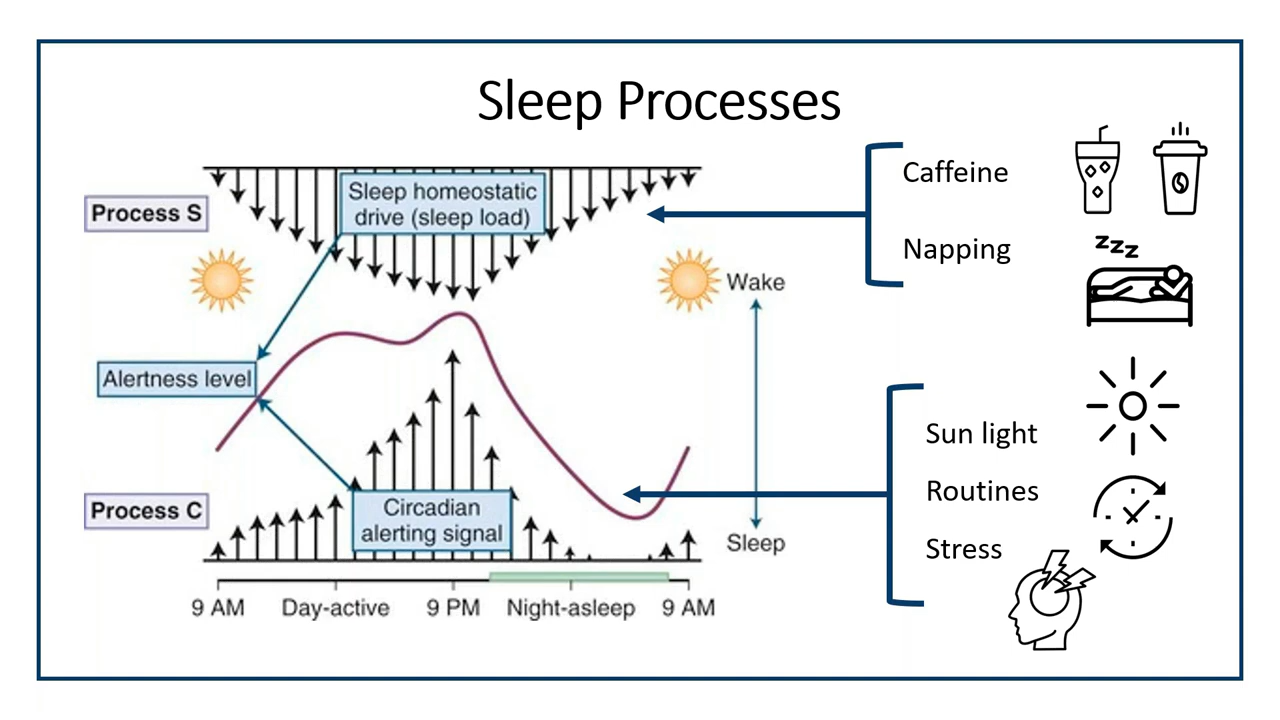 Sleep Processes
Process S
Sleep homeostatic
drive (sleep load)
Caffeine
Napping
zzz
Wake
Alertness level
Process C
Circadian
alerting signal
Sleep
Sun light
Routines
Stress
9 AM
Day-active
9 PM
Night-asleep
9 AM